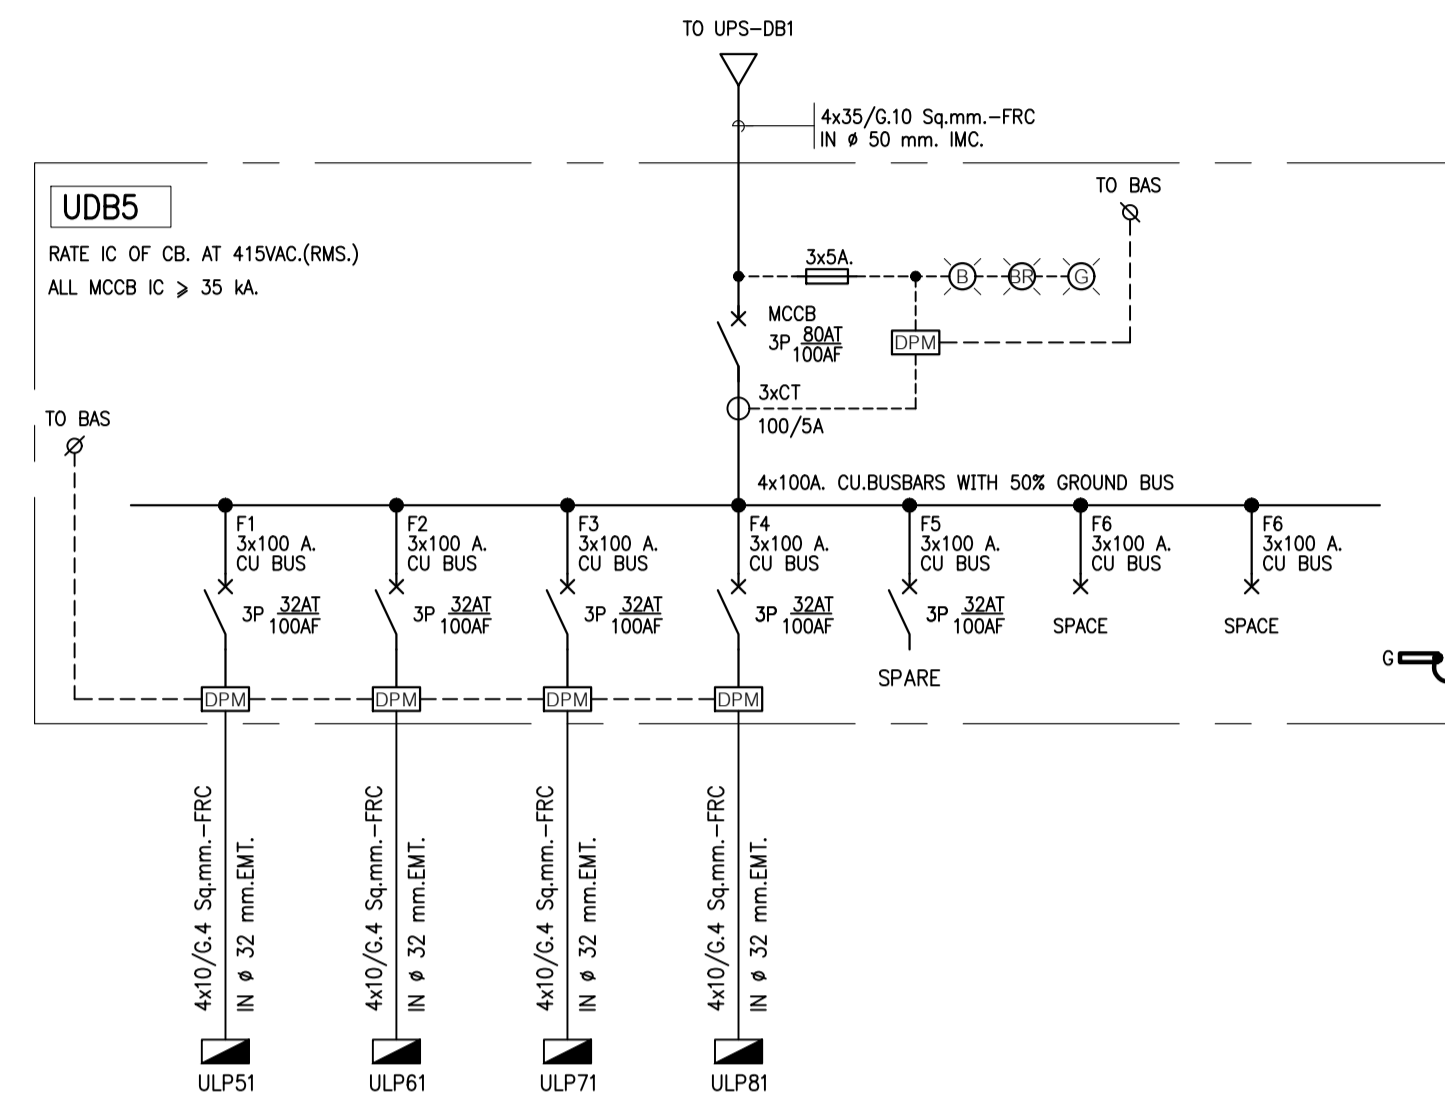 TO UPS-DB1
4x35/G.10 Sq.mm.-FRC
IN ø 50 mm. IMC.
UDB5
RATE IC OF CB. AT 415VAC.(RMS.)
ALL MCCB IC ⩾ 35 kA.
TO BAS
3x5A.
B
BR
G
MCCB
3P 80AT
100AF
DPM
3xCT
100/5A
TO BAS
4x100A. CU.BUSBARS WITH 50% GROUND BUS
F1
3x100 A.
CU BUS
3P 32AT
100AF
F2
3x100 A.
CU BUS
3P 32AT
100AF
F3
3x100 A.
CU BUS
3P 32AT
100AF
F4
3x100 A.
CU BUS
3P 32AT
100AF
F5
3x100 A.
CU BUS
3P 32AT
100AF
SPARE
F6
3x100 A.
CU BUS
SPACE
F6
3x100 A.
CU BUS
SPACE
G
DPM
DPM
DPM
DPM
4x10/G.4 Sq.mm.-FRC
IN ø 32 mm.EMT.
4x10/G.4 Sq.mm.-FRC
IN ø 32 mm.EMT.
4x10/G.4 Sq.mm.-FRC
IN ø 32 mm.EMT.
4x10/G.4 Sq.mm.-FRC
IN ø 32 mm.EMT.
ULP51
ULP61
ULP71
ULP81